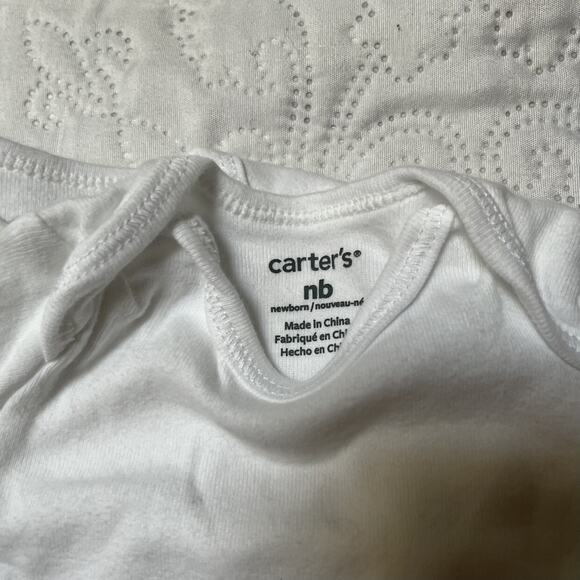 carter's®
nb
newborn / nouveau-né
Made in China
Fabriqué en
Hecho en